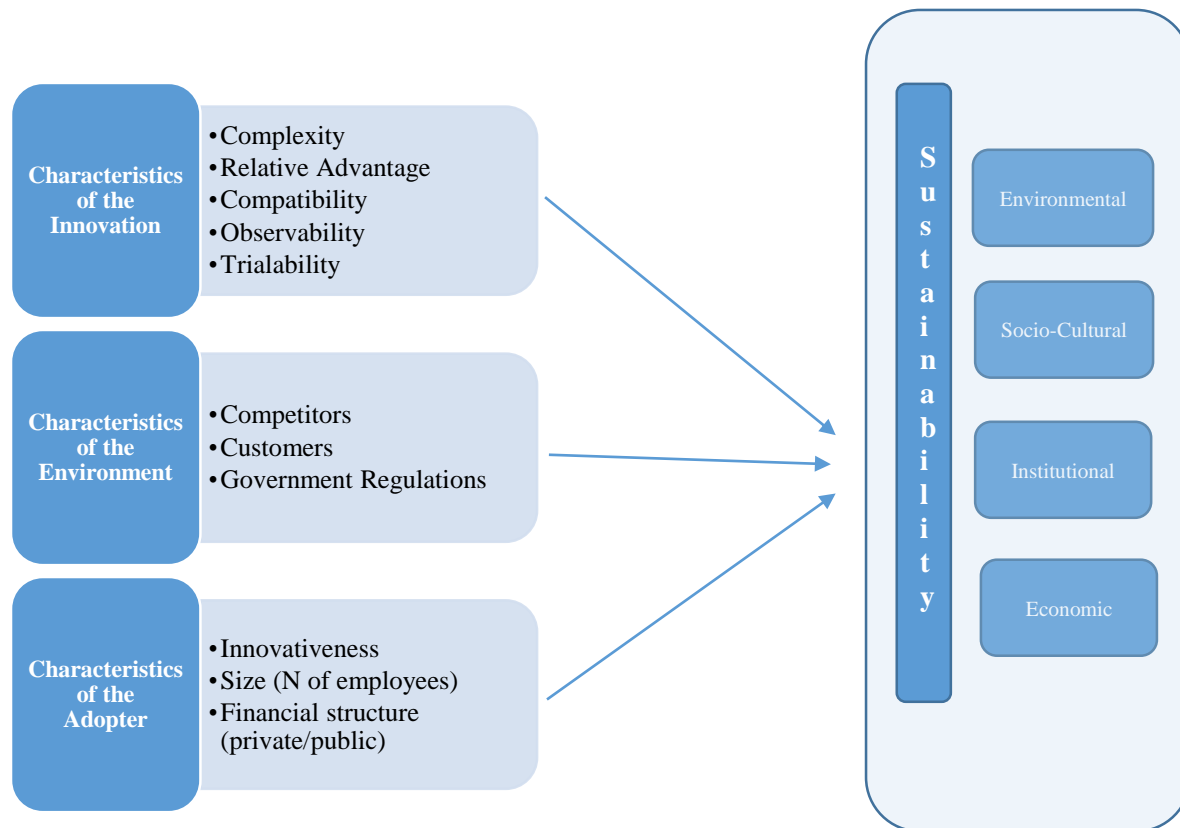 Characteristics
of the
Innovation
•Complexity
•Relative Advantage
•Compatibility
•Observability
•Trialability
Characteristics
of the
Environment
•Competitors
•Customers
•Government Regulations
Characteristics
of the
Adopter
•Innovativeness
•Size (N of employees)
•Financial structure
(private/public)
Sustainability
Environmental
Socio-Cultural
Institutional
Economic